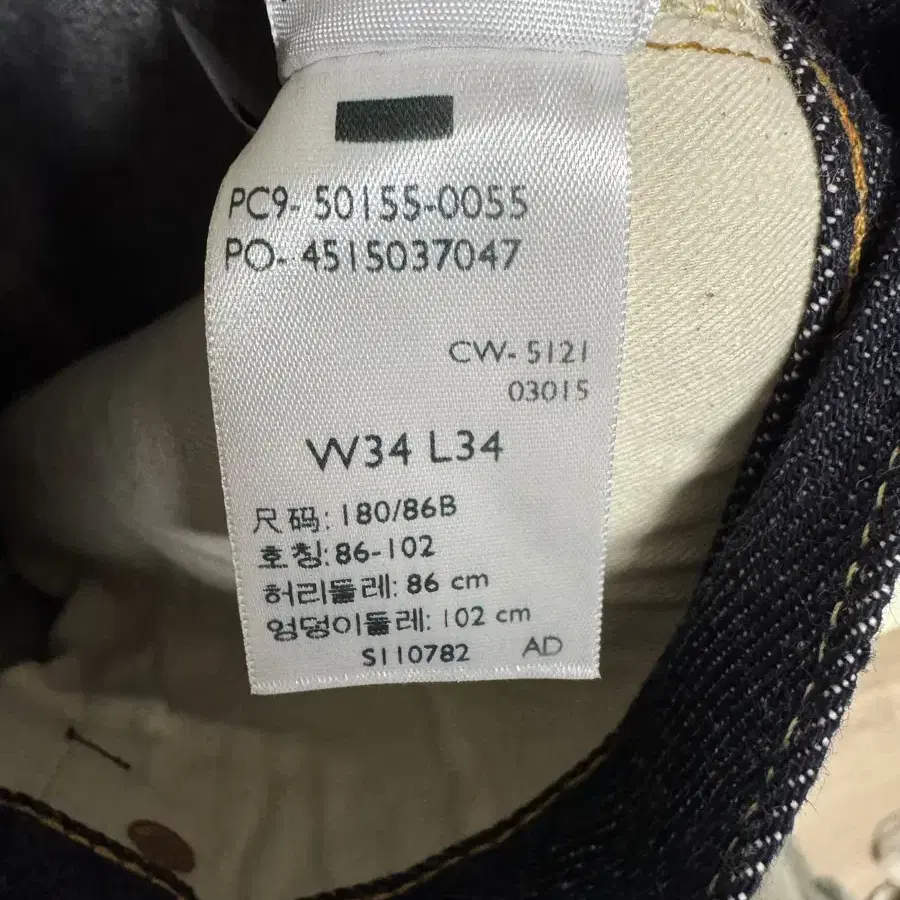 PC9- 50155-0055
PO- 4515037047
CW- 5121
03015
W34 L34
尺码: 180/86B
호칭: 86-102
허리둘레: 86 cm
엉덩이둘레: 102 cm
S110782 AD